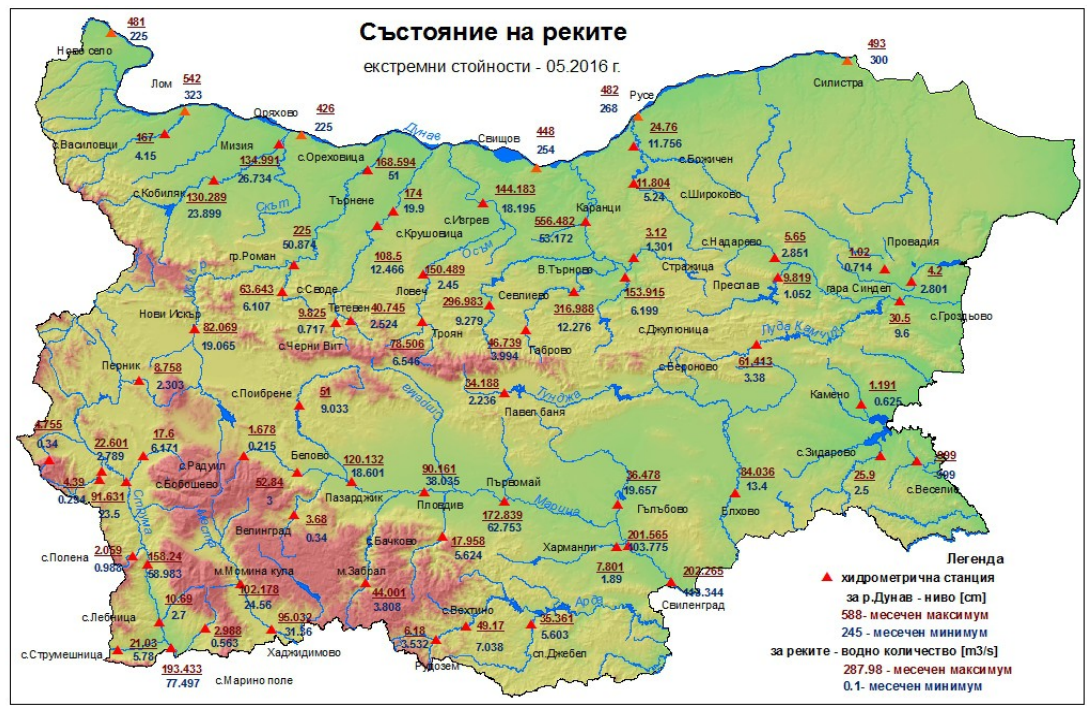 Състояние на реките
екстремни стойности - 05.2016 г.
481
225
Ново село
493
300
Силистра
Лом
542
323
Оряхово
426
225
482
Русе
268
Дунав
Свищов
448
254
24.76
11.756
167
4.15
с.Василовци
Мизия
134.991
26.734
с.Ореховица
168.594
51
с.Бржичен
с.Кобиляк
130.289
23.899
Скът
Търнене
174
19.9
144.183
18.195
с.Изгрев
11.804
5.24
с.Широково
Каранци
556.482
53.172
с.Крушовица
225
50.874
гр.Роман
108.5
12.466
Осъм
3.12
1.301
с.Надарево
5.65
2.851
1.02
0.714
Провадия
150.489
2.45
Ловеч
В.Търново
Стражица
Преслав
9.819
1.052
гара Синдел
4.2
2.801
63.643
6.107
с.Своде
296.983
9.279
Севлиево
153.915
6.199
9.825
0.717
Тетевен
40.745
2.524
316.988
12.276
30.5
9.6
с.Гроздьово
Нови Искър
82.069
19.065
с.Черни Вит
78.506
6.546
Троян
46.739
3.994
Габрово
с.Джулюница
Луда Камчия
61.443
3.38
с.Бероново
Перник
8.758
2.303
с.Поибрене
51
9.033
Стряма
34.188
2.236
Павел баня
Тунджа
Камено
1.191
0.625
4.755
0.34
22.601
2.789
17.6
6.171
1.678
0.215
с.Радуил
Белово
52.84
3
120.132
18.601
Пазарджик
90.161
38.035
Пловдив
Първомай
172.839
62.753
Марица
26.478
19.657
Гълъбово
84.036
13.4
Елхово
с.Зидарово
25.9
2.5
с.Веселие
4.39
91.631
23.5
с.Бобошево
Струма
Места
Велинград
3.68
0.34
с.Бачково
17.958
5.624
Харманли
201.565
103.775
7.801
1.89
202.265
Свиленград
с.Полена
2.059
0.988
158.24
58.983
м.Момина кула
102.178
24.56
м.Забрал
44.001
3.808
с.Лебница
10.69
2.7
2.988
0.563
95.032
31.36
Хаджидимово
с.Вехтино
49.17
7.038
6.18
3.532
Рудозем
35.361
5.603
Арда
сп.Джебел
с.Струмешница
21.03
5.78
193.433
77.497
с.Марино поле
Легенда
хидрометрична станция
за р.Дунав - ниво [cm]
588- месечен максимум
245 - месечен минимум
за реките - водно количество [m3/s]
287.98 - месечен максимум
0.1- месечен минимум